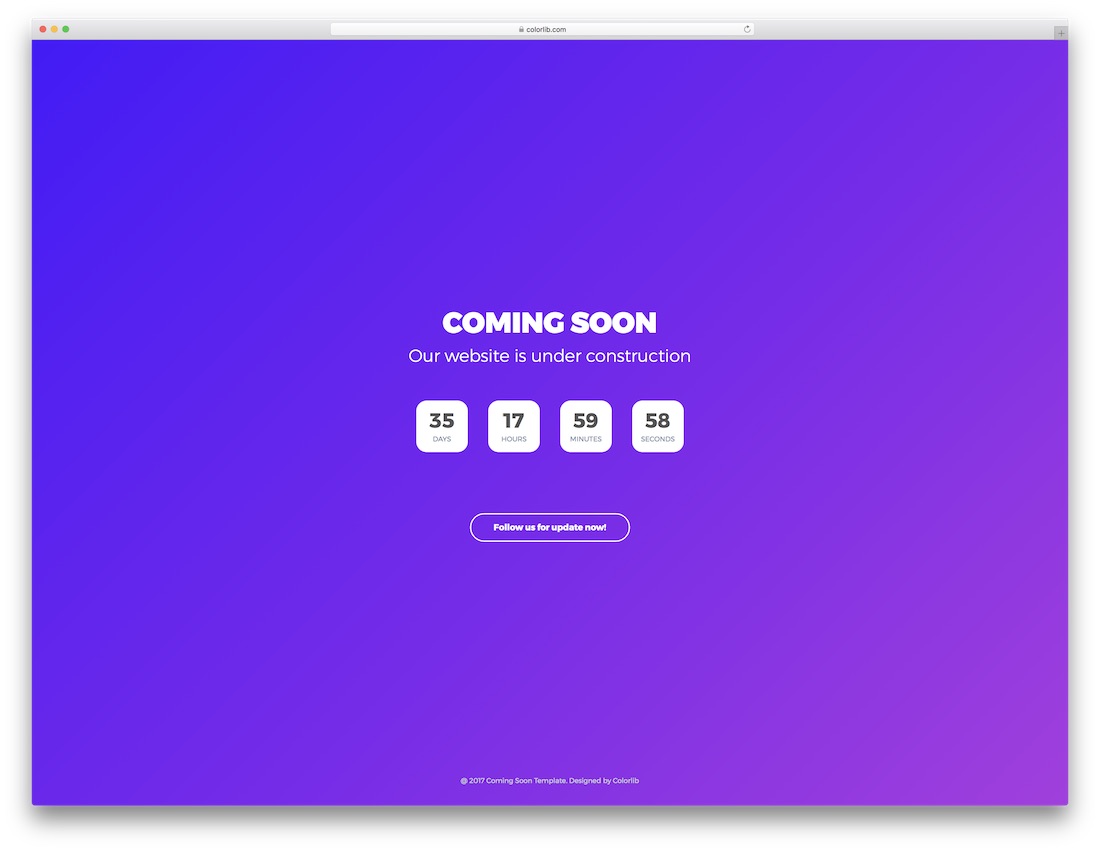 colorlib.com
COMING SOON
Our website is under construction
35 17 59 58
DAYS HOURS MINUTES SECONDS
Follow us for update now!
@ 2017 Coming Soon Template. Designed by Colorlib